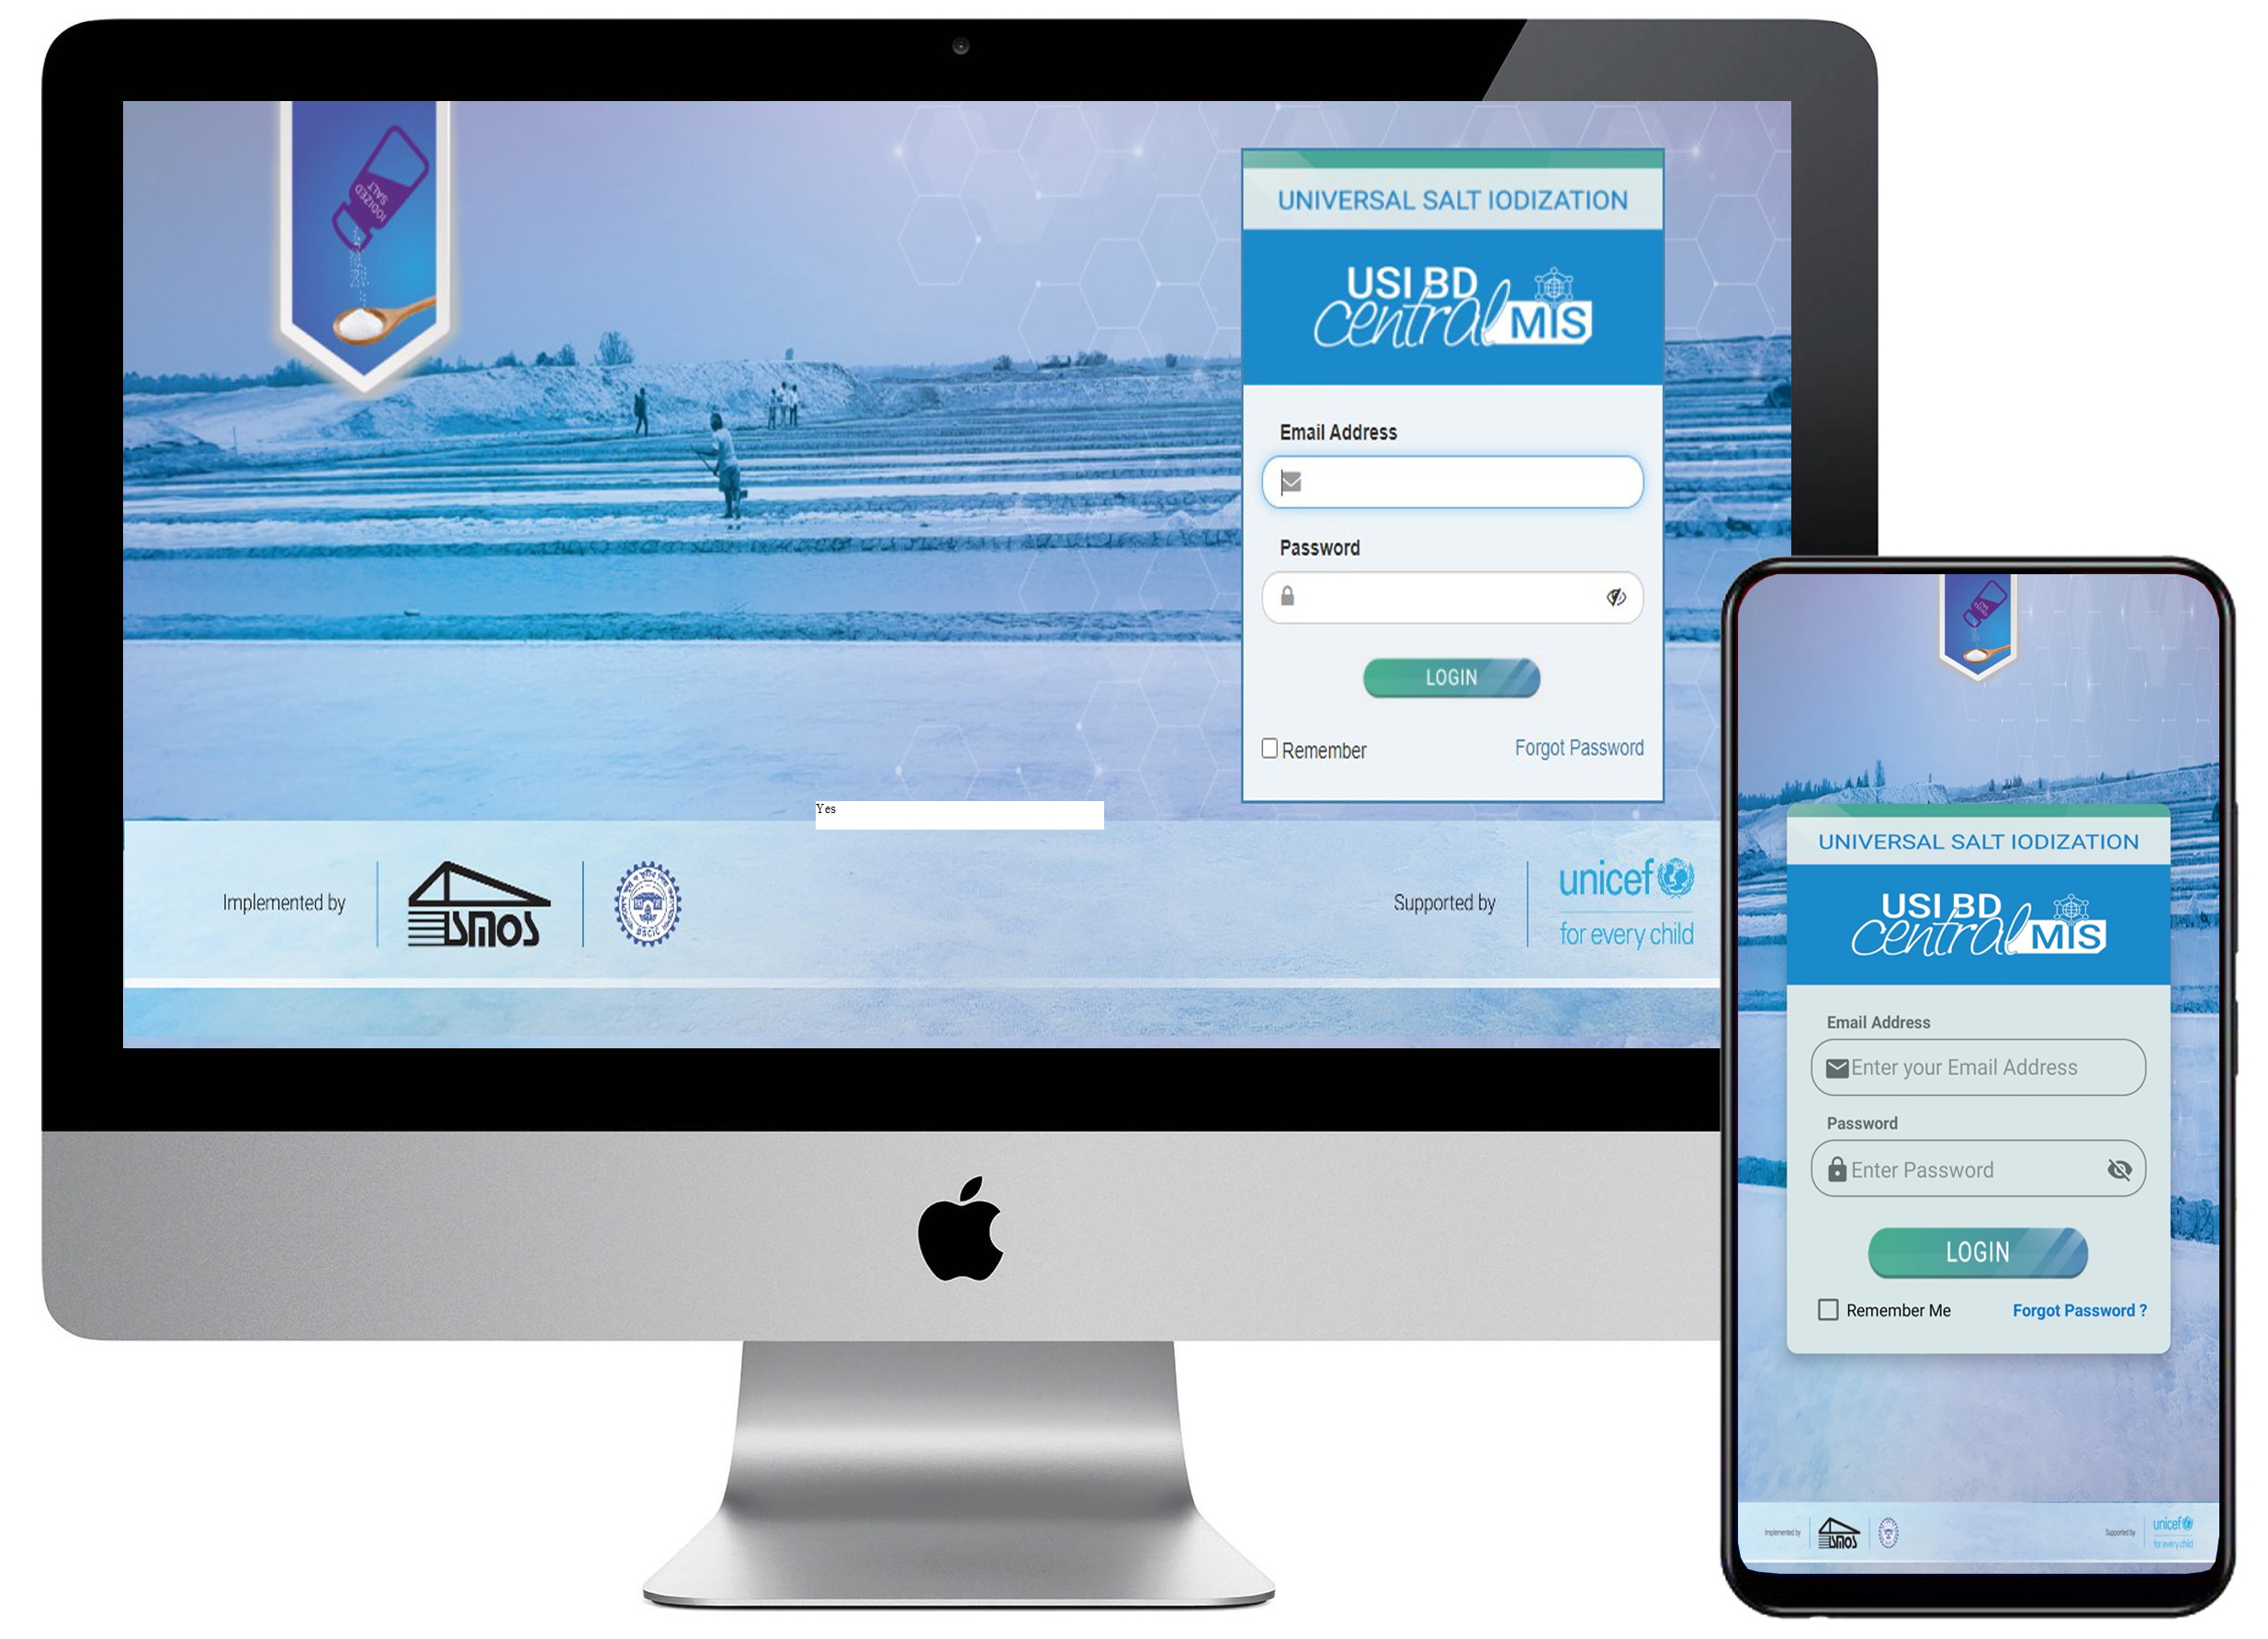 IODIZED
SALT
UNIVERSAL SALT IODIZATION
USI BD
central MIS
Email Address
Password
LOGIN
Remember
Forgot Password
Yes
Implemented by
ISMOS
BSCIC
Supported by
unicef
for every child
UNIVERSAL SALT IODIZATION
USI BD
central MIS
Email Address
Enter your Email Address
Password
Enter Password
LOGIN
Remember Me
Forgot Password ?
Implemented by
ISMOS
Supported by
unicef
for every child